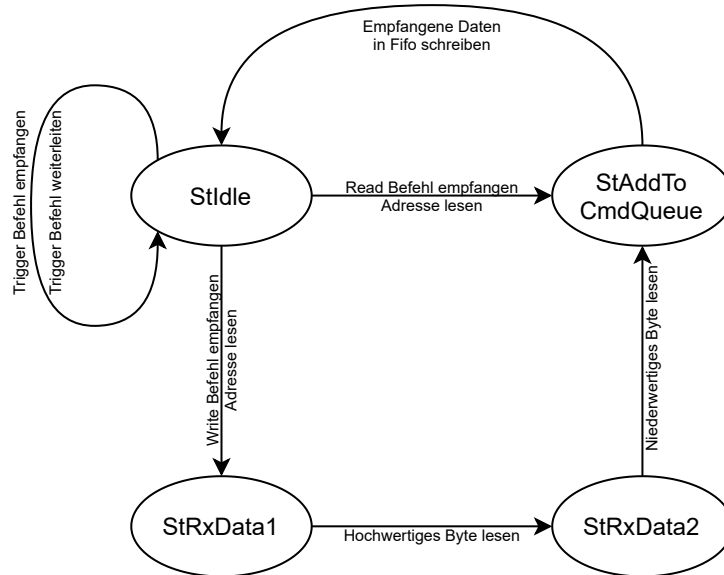 Empfangene Daten
in Fifo schreiben
Trigger Befehl empfangen
Trigger Befehl weiterleiten
StIdle
Read Befehl empfangen
Adresse lesen
StAddTo
CmdQueue
Write Befehl empfangen
Adresse lesen
Niederwertiges Byte lesen
StRxData1
Hochwertiges Byte lesen
StRxData2